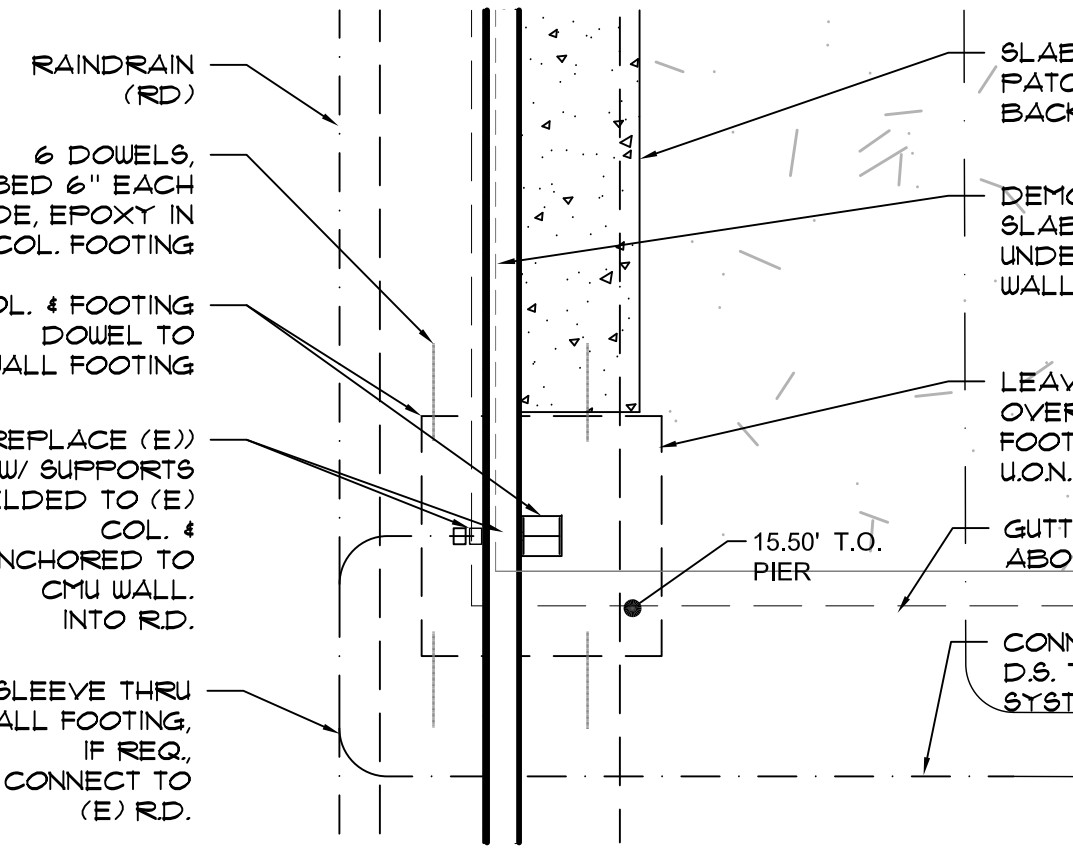 RAINDRAIN
(RD)
6 DOWELS,
BED 6" EACH
DE, EPOXY IN
COL. FOOTING
OL. & FOOTING
DOWEL TO
WALL FOOTING
REPLACE (E))
W/ SUPPORTS
ELDED TO (E)
COL. &
NCHORED TO
CMU WALL.
INTO R.D.
SLEEVE THRU
ALL FOOTING,
IF REQ.,
CONNECT TO
(E) R.D.
15.50' T.O.
PIER
SLAB
PATC
BACK
DEMO
SLAB
UNDE
WALL
LEAV
OVER
FOOT
U.O.N.
GUTT
ABO
CONN
D.S. T
SYST